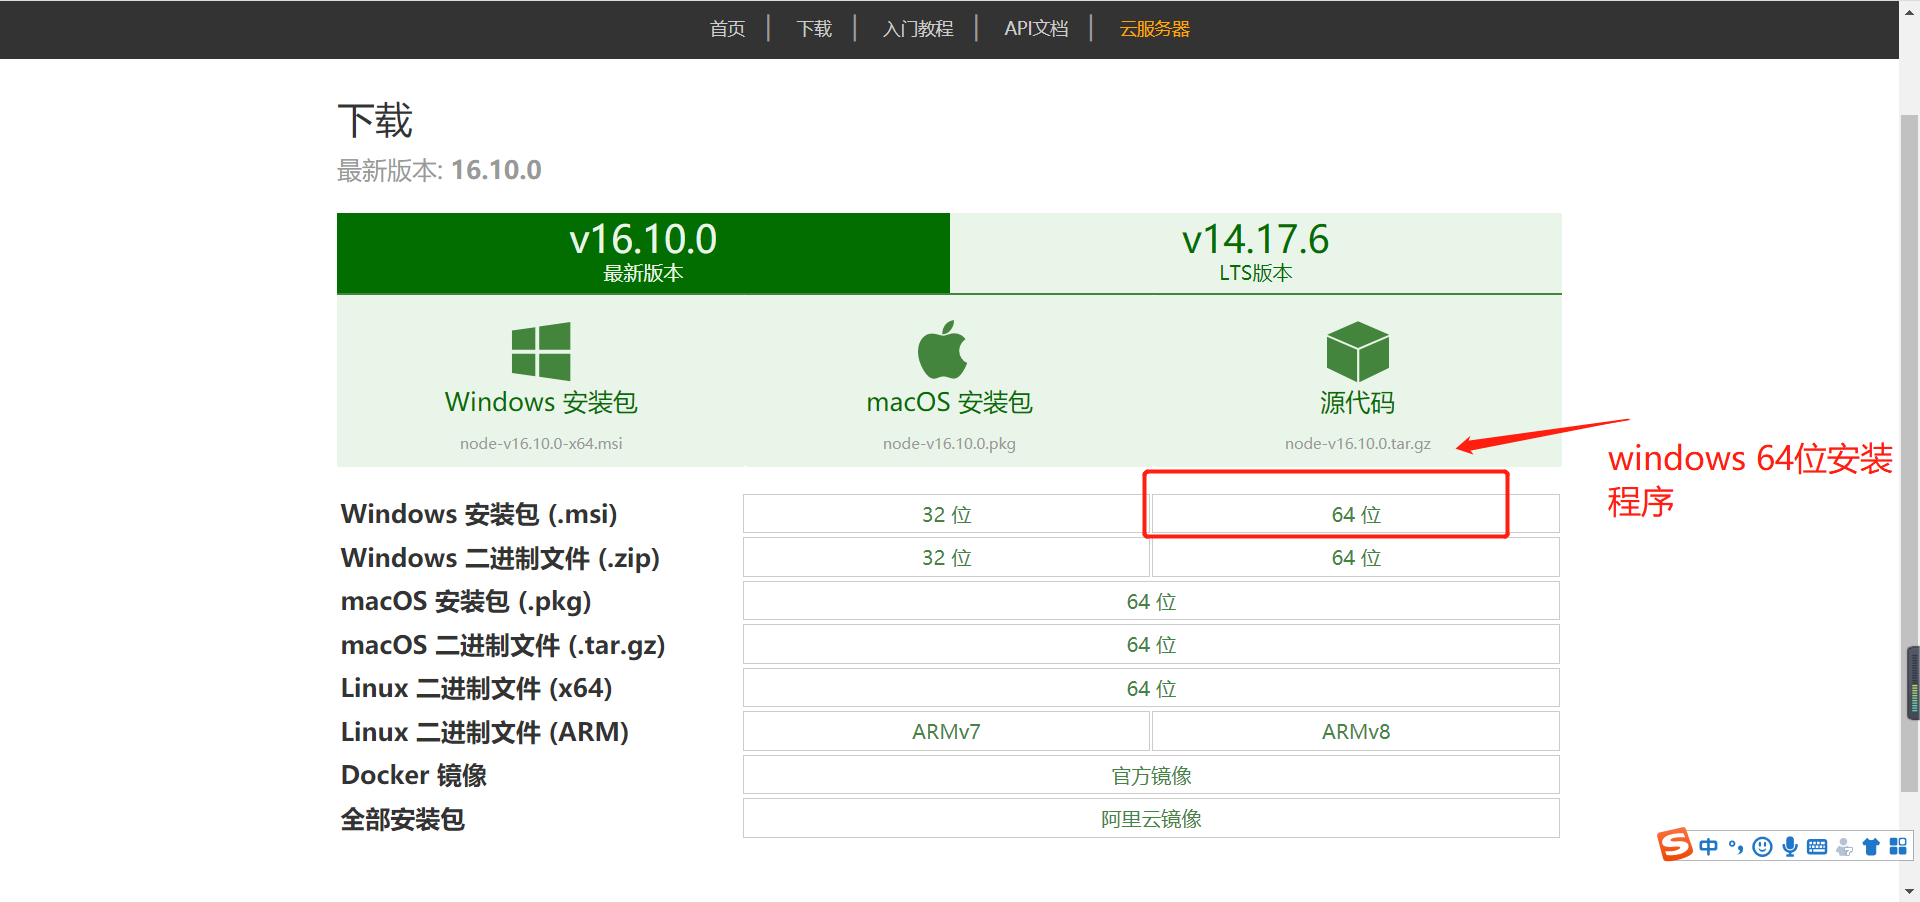 首页 下载 入门教程 API文档 云服务器
下载
最新版本: 16.10.0
v16.10.0
最新版本
v14.17.6
LTS版本
Windows 安装包
node-v16.10.0-x64.msi
macOS 安装包
node-v16.10.0.pkg
源代码
node-v16.10.0.tar.gz
windows 64位安装
程序
Windows 安装包 (.msi) 32 位 64 位
Windows 二进制文件 (.zip) 32 位 64 位
macOS 安装包 (.pkg) 64 位
macOS 二进制文件 (.tar.gz) 64 位
Linux 二进制文件 (x64) 64 位
Linux 二进制文件 (ARM) ARMv7 ARMv8
Docker 镜像 官方镜像
全部安装包 阿里云镜像
中